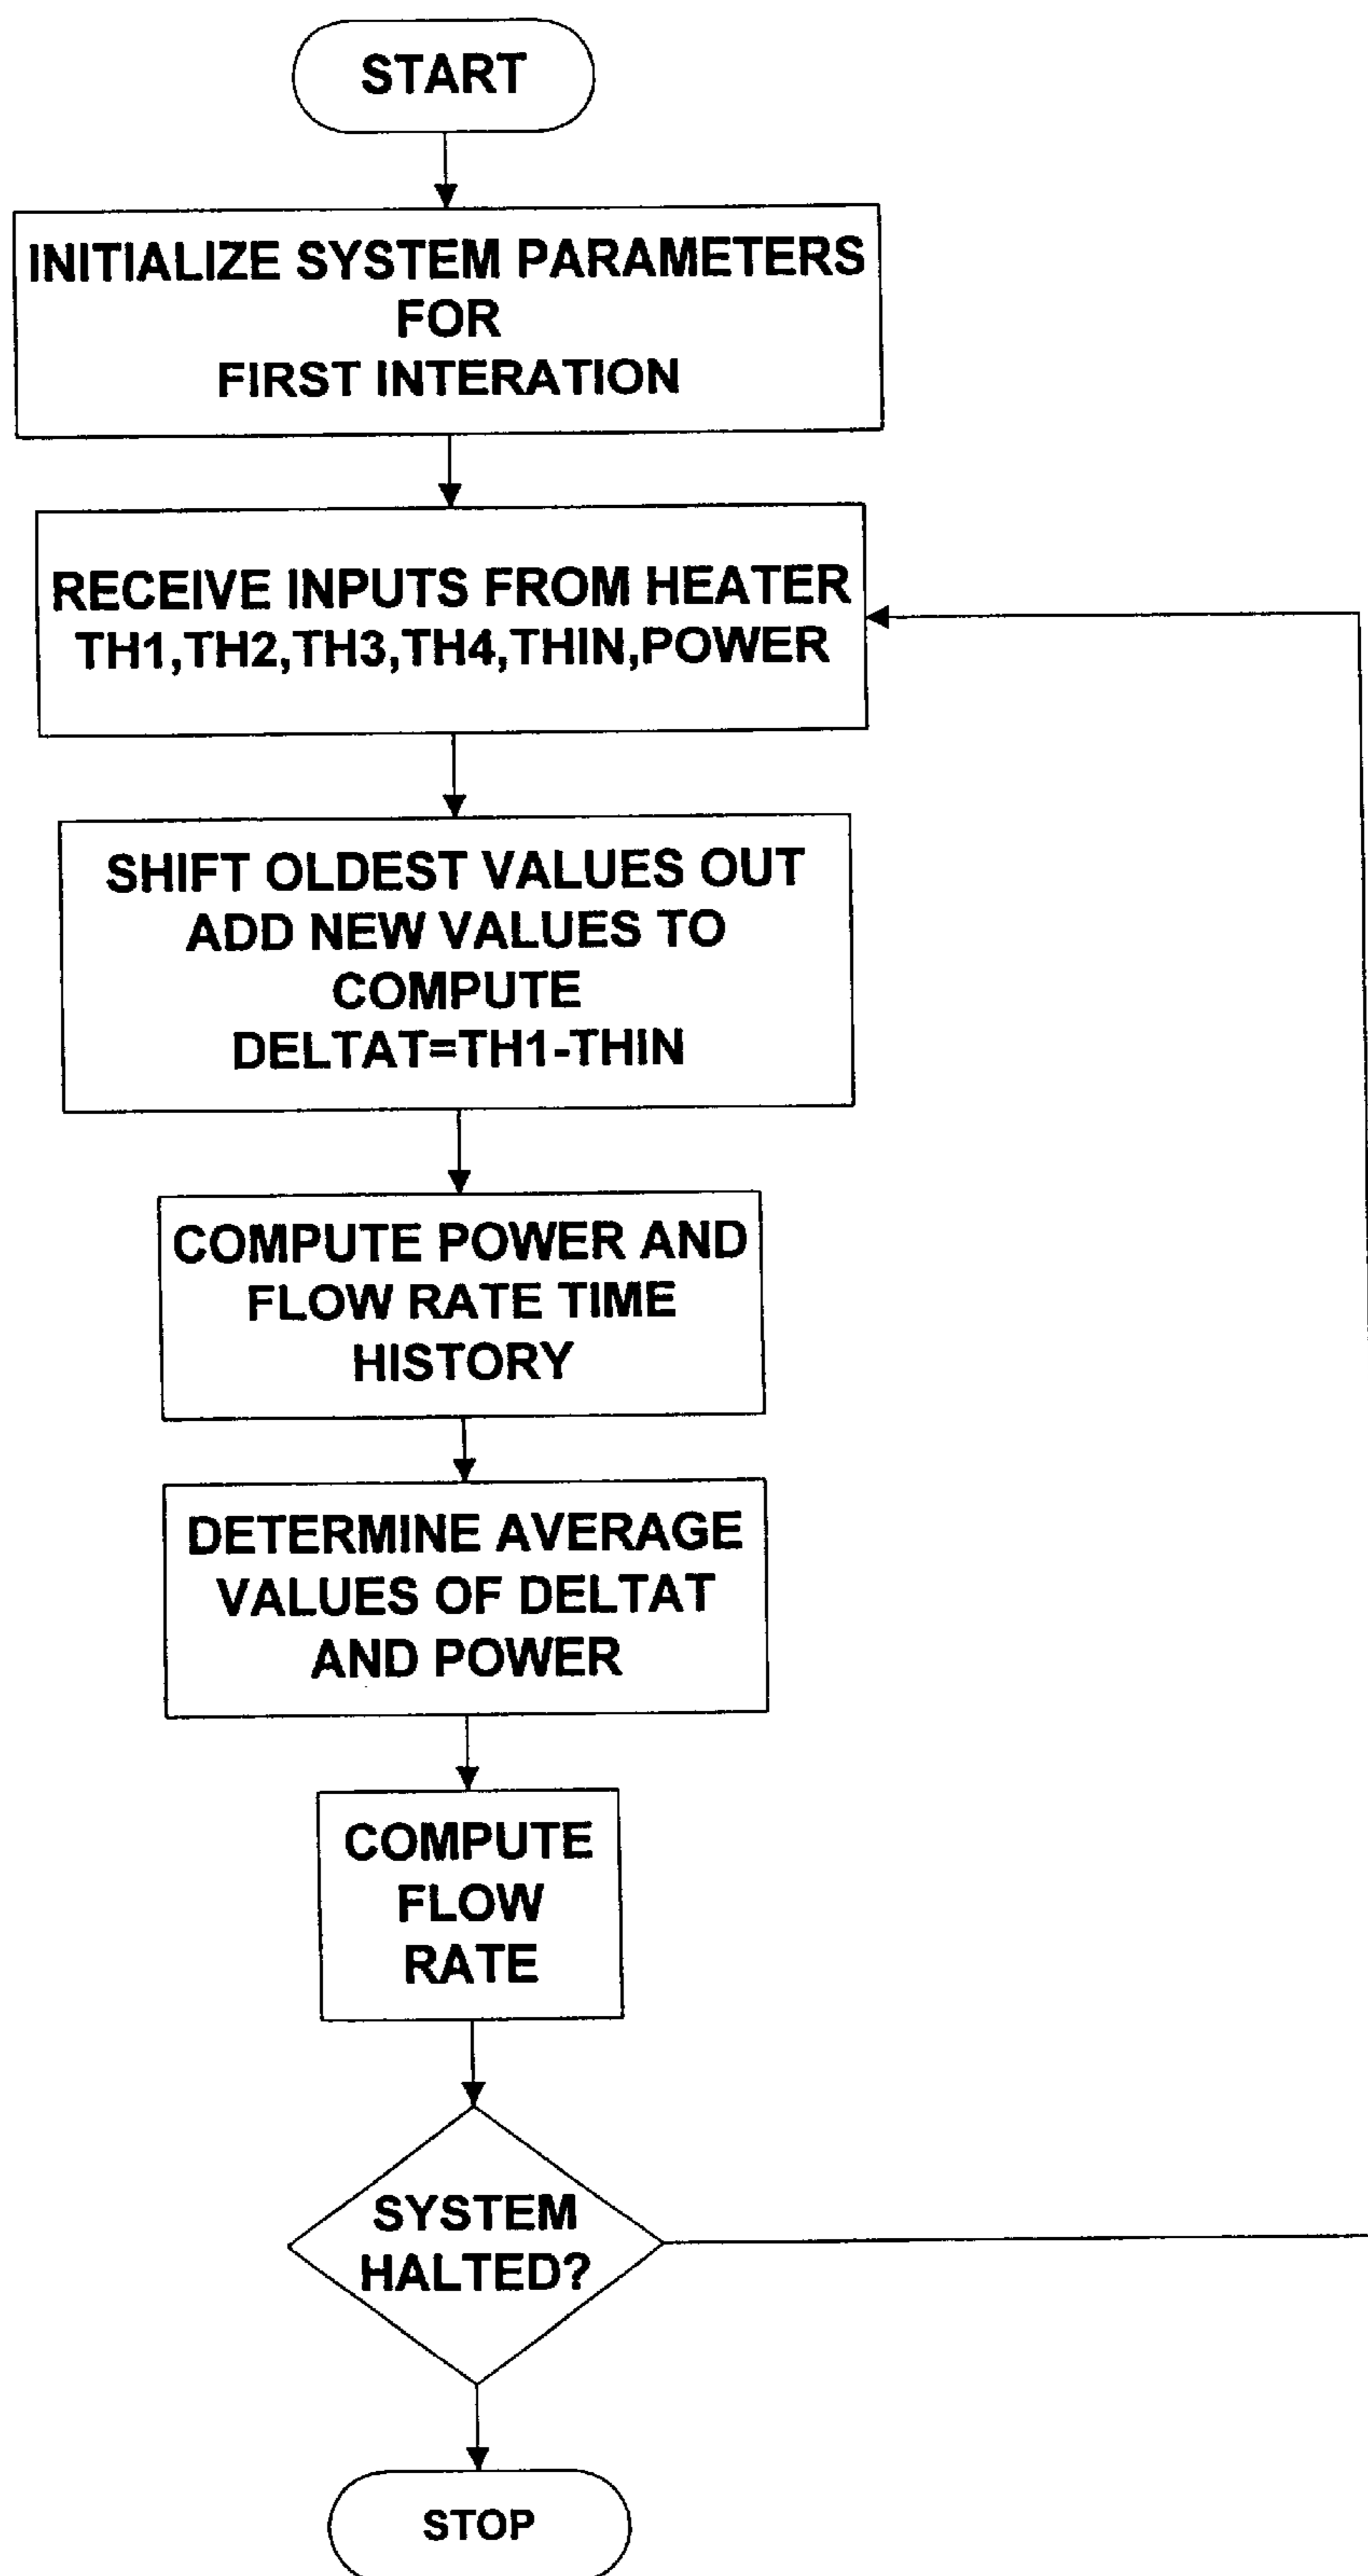 START
INITIALIZE SYSTEM PARAMETERS
FOR
FIRST INTERATION
RECEIVE INPUTS FROM HEATER
TH1,TH2,TH3,TH4,THIN,POWER
SHIFT OLDEST VALUES OUT
ADD NEW VALUES TO
COMPUTE
DELTAT=TH1-THIN
COMPUTE POWER AND
FLOW RATE TIME
HISTORY
DETERMINE AVERAGE
VALUES OF DELTAT
AND POWER
COMPUTE
FLOW
RATE
SYSTEM
HALTED?
STOP